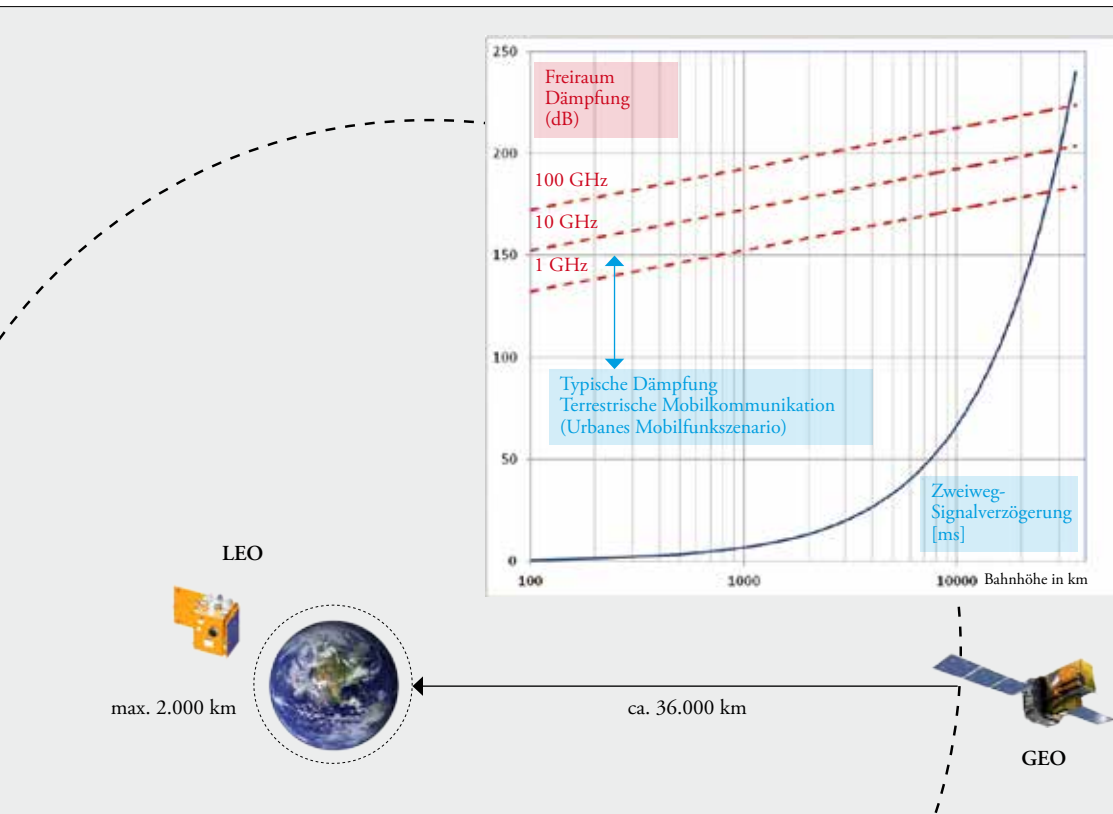 250
Freiraum
Dämpfung
(dB)
200
100 GHz
10 GHz
150
1 GHz
100
Typische Dämpfung
Terrestrische Mobilkommunikation
(Urbanes Mobilfunkszenario)
50
Zweiweg-
Signalverzögerung
[ms]
0
100 1000 10000 Bahnhöhe in km
LEO
max. 2.000 km
ca. 36.000 km
GEO